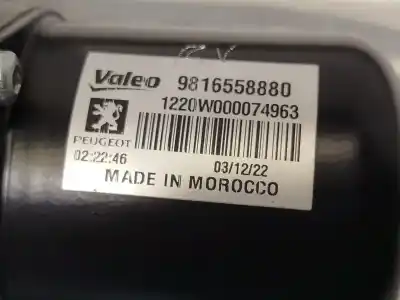 Valeo 9816558880
1220W000074963
PEUGEOT
02:22:46 03/12/22
MADE IN MOROCCO